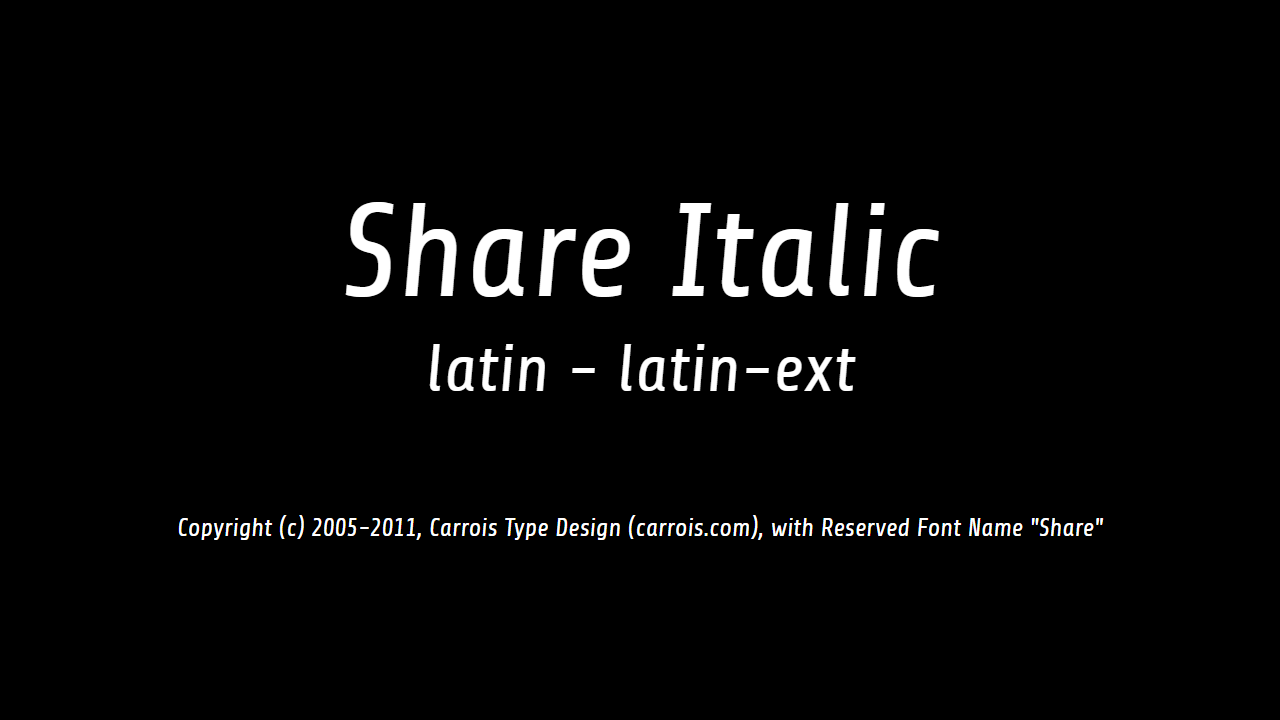 Share Italic
latin - latin-ext
Copyright (c) 2005-2011, Carrois Type Design (carrois.com), with Reserved Font Name "Share"